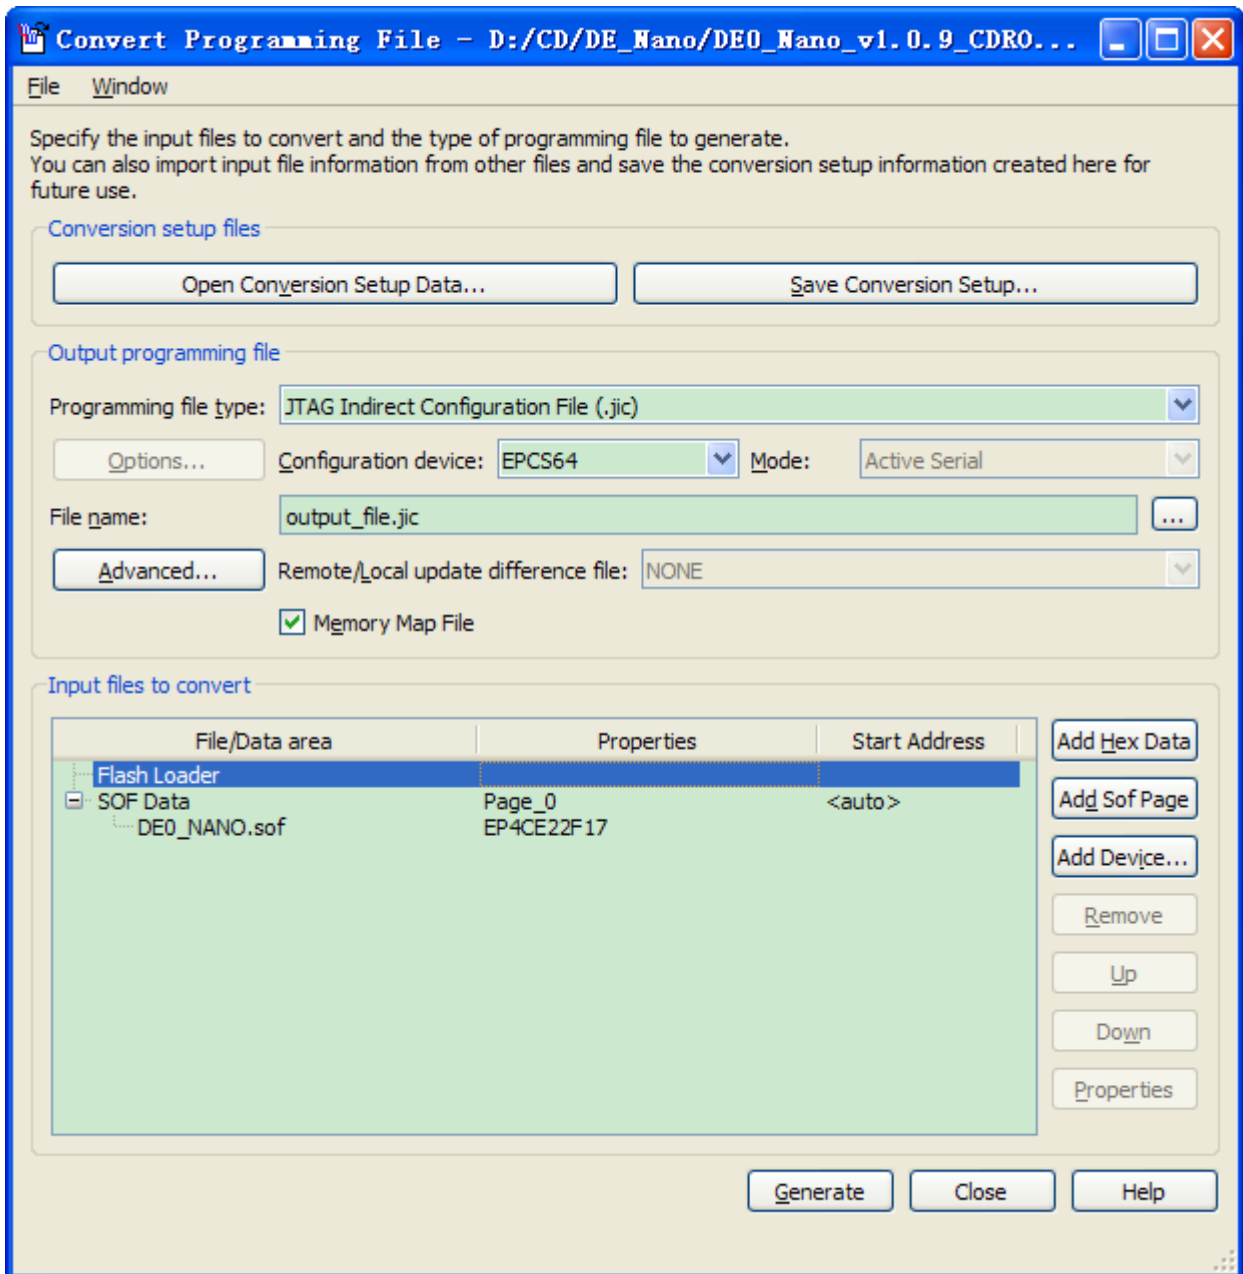 Convert Programming File - D:/CD/DE_Nano/DE0_Nano_v1.0.9_CDRO...
File Window
Specify the input files to convert and the type of programming file to generate.
You can also import input file information from other files and save the conversion setup information created here for
future use.
Conversion setup files
Open Conversion Setup Data... Save Conversion Setup...
Output programming file
Programming file type: JTAG Indirect Configuration File (.jic)
Options... Configuration device: EPCS64 Mode: Active Serial
File name: output_file.jic ...
Advanced... Remote/Local update difference file: NONE
Memory Map File
Input files to convert
File/Data area Properties Start Address Add Hex Data
Flash Loader
SOF Data Page_0 <auto> Add Sof Page
DE0_NANO.sof EP4CE22F17
Add Device...
Remove
Up
Down
Properties
Generate Close Help